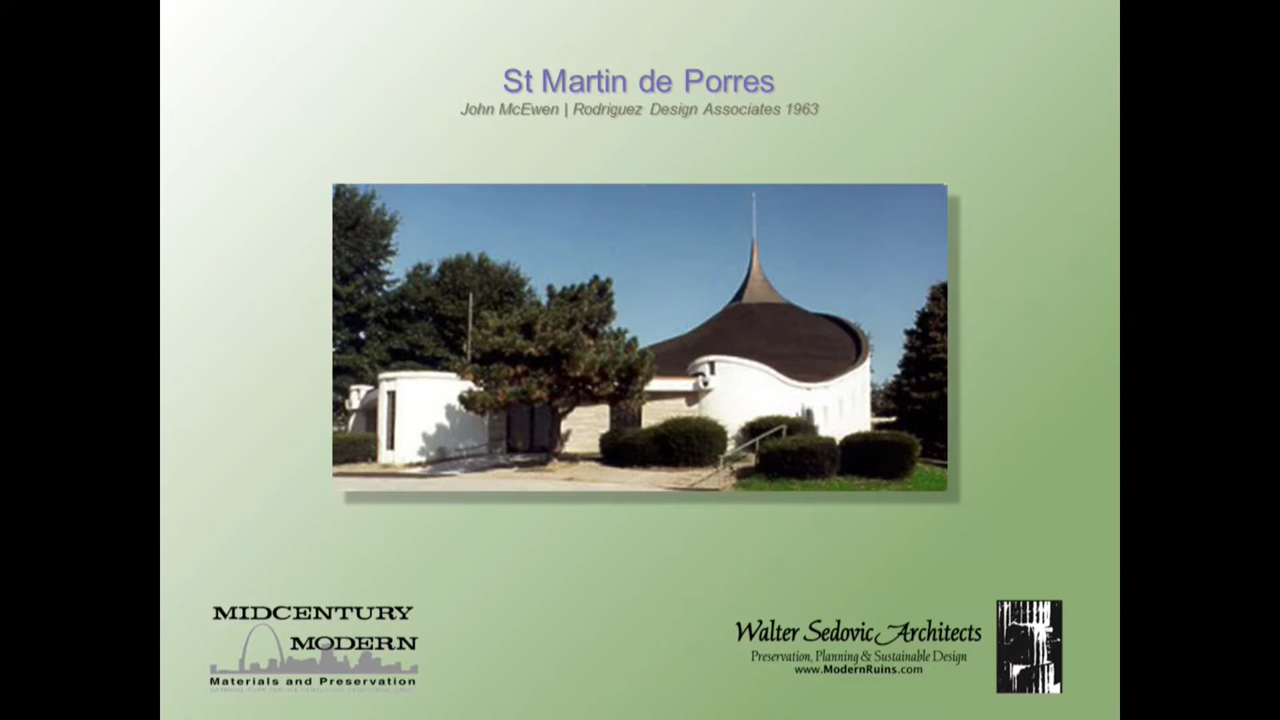 St Martin de Porres
John McEwen | Rodriguez Design Associates 1963
MIDCENTURY
MODERN
Materials and Preservation
Walter Sedovic Architects
Preservation, Planning & Sustainable Design
www.ModernRuins.com